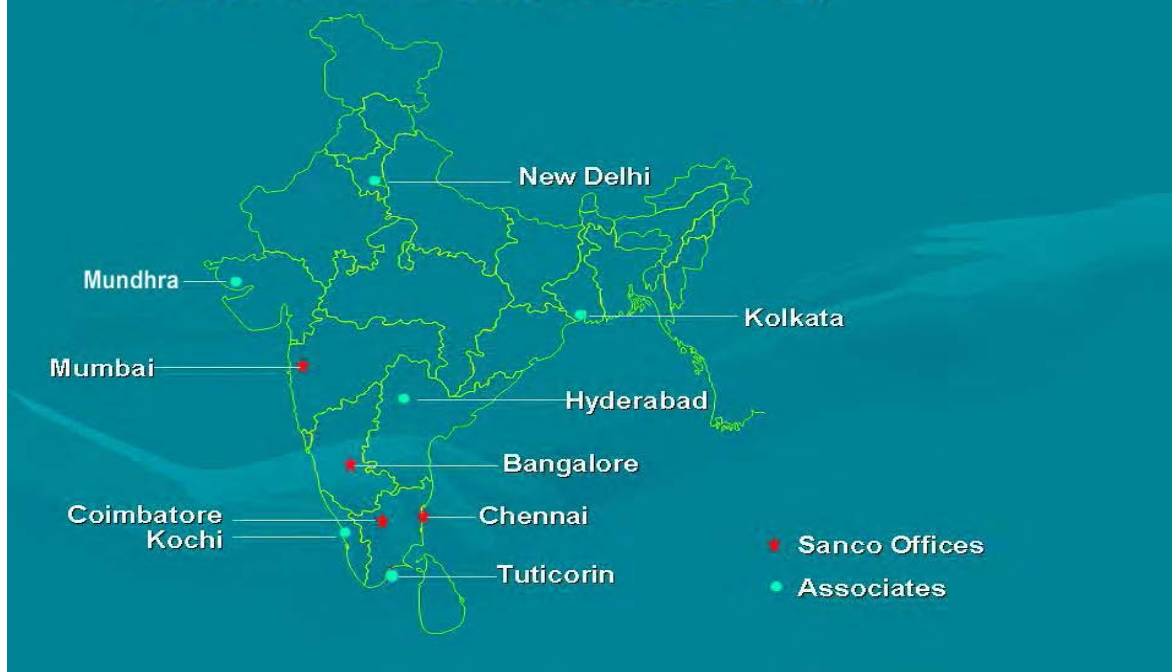 New Delhi
Mundhra
Kolkata
Mumbai
Hyderabad
Bangalore
Coimbatore
Chennai
Kochi
Sanco Offices
Tuticorin
Associates